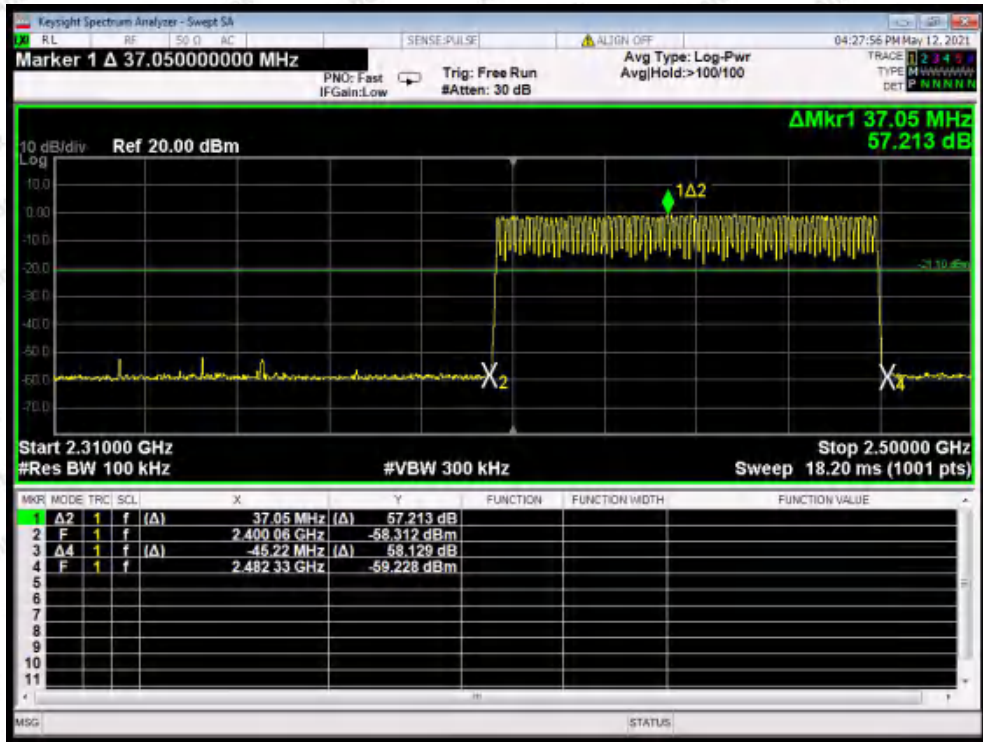 Keysight Spectrum Analyzer - Swept SA
LXI RL RF 50 Ω AC SENSE:PULSE ALIGN OFF 04:27:56 PM May 12, 2021
Marker 1 Δ 37.050000000 MHz
Avg Type: Log-Pwr
TRACE 1 2 3 4 5 6
PNO: Fast Trig: Free Run Avg|Hold:>100/100
TYPE M
IFGain:Low #Atten: 30 dB
DET P N N N N N
ΔMkr1 37.05 MHz
57.213 dB
10 dB/div Ref 20.00 dBm
Log
10.0
1Δ2
0.00
-10.0
-20.0
-21.10 dBm
-30.0
-40.0
-50.0
-60.0
2
4
-70.0
Start 2.31000 GHz Stop 2.50000 GHz
#Res BW 100 kHz #VBW 300 kHz Sweep 18.20 ms (1001 pts)
MKR MODE TRC SCL X Y FUNCTION FUNCTION WIDTH FUNCTION VALUE
1 Δ2 1 f (Δ) 37.05 MHz (Δ) 57.213 dB
2 F 1 f 2.400 06 GHz -58.312 dBm
3 Δ4 1 f (Δ) -45.22 MHz (Δ) 58.129 dB
4 F 1 f 2.482 33 GHz -59.228 dBm
5
6
7
8
9
10
11
MSG STATUS